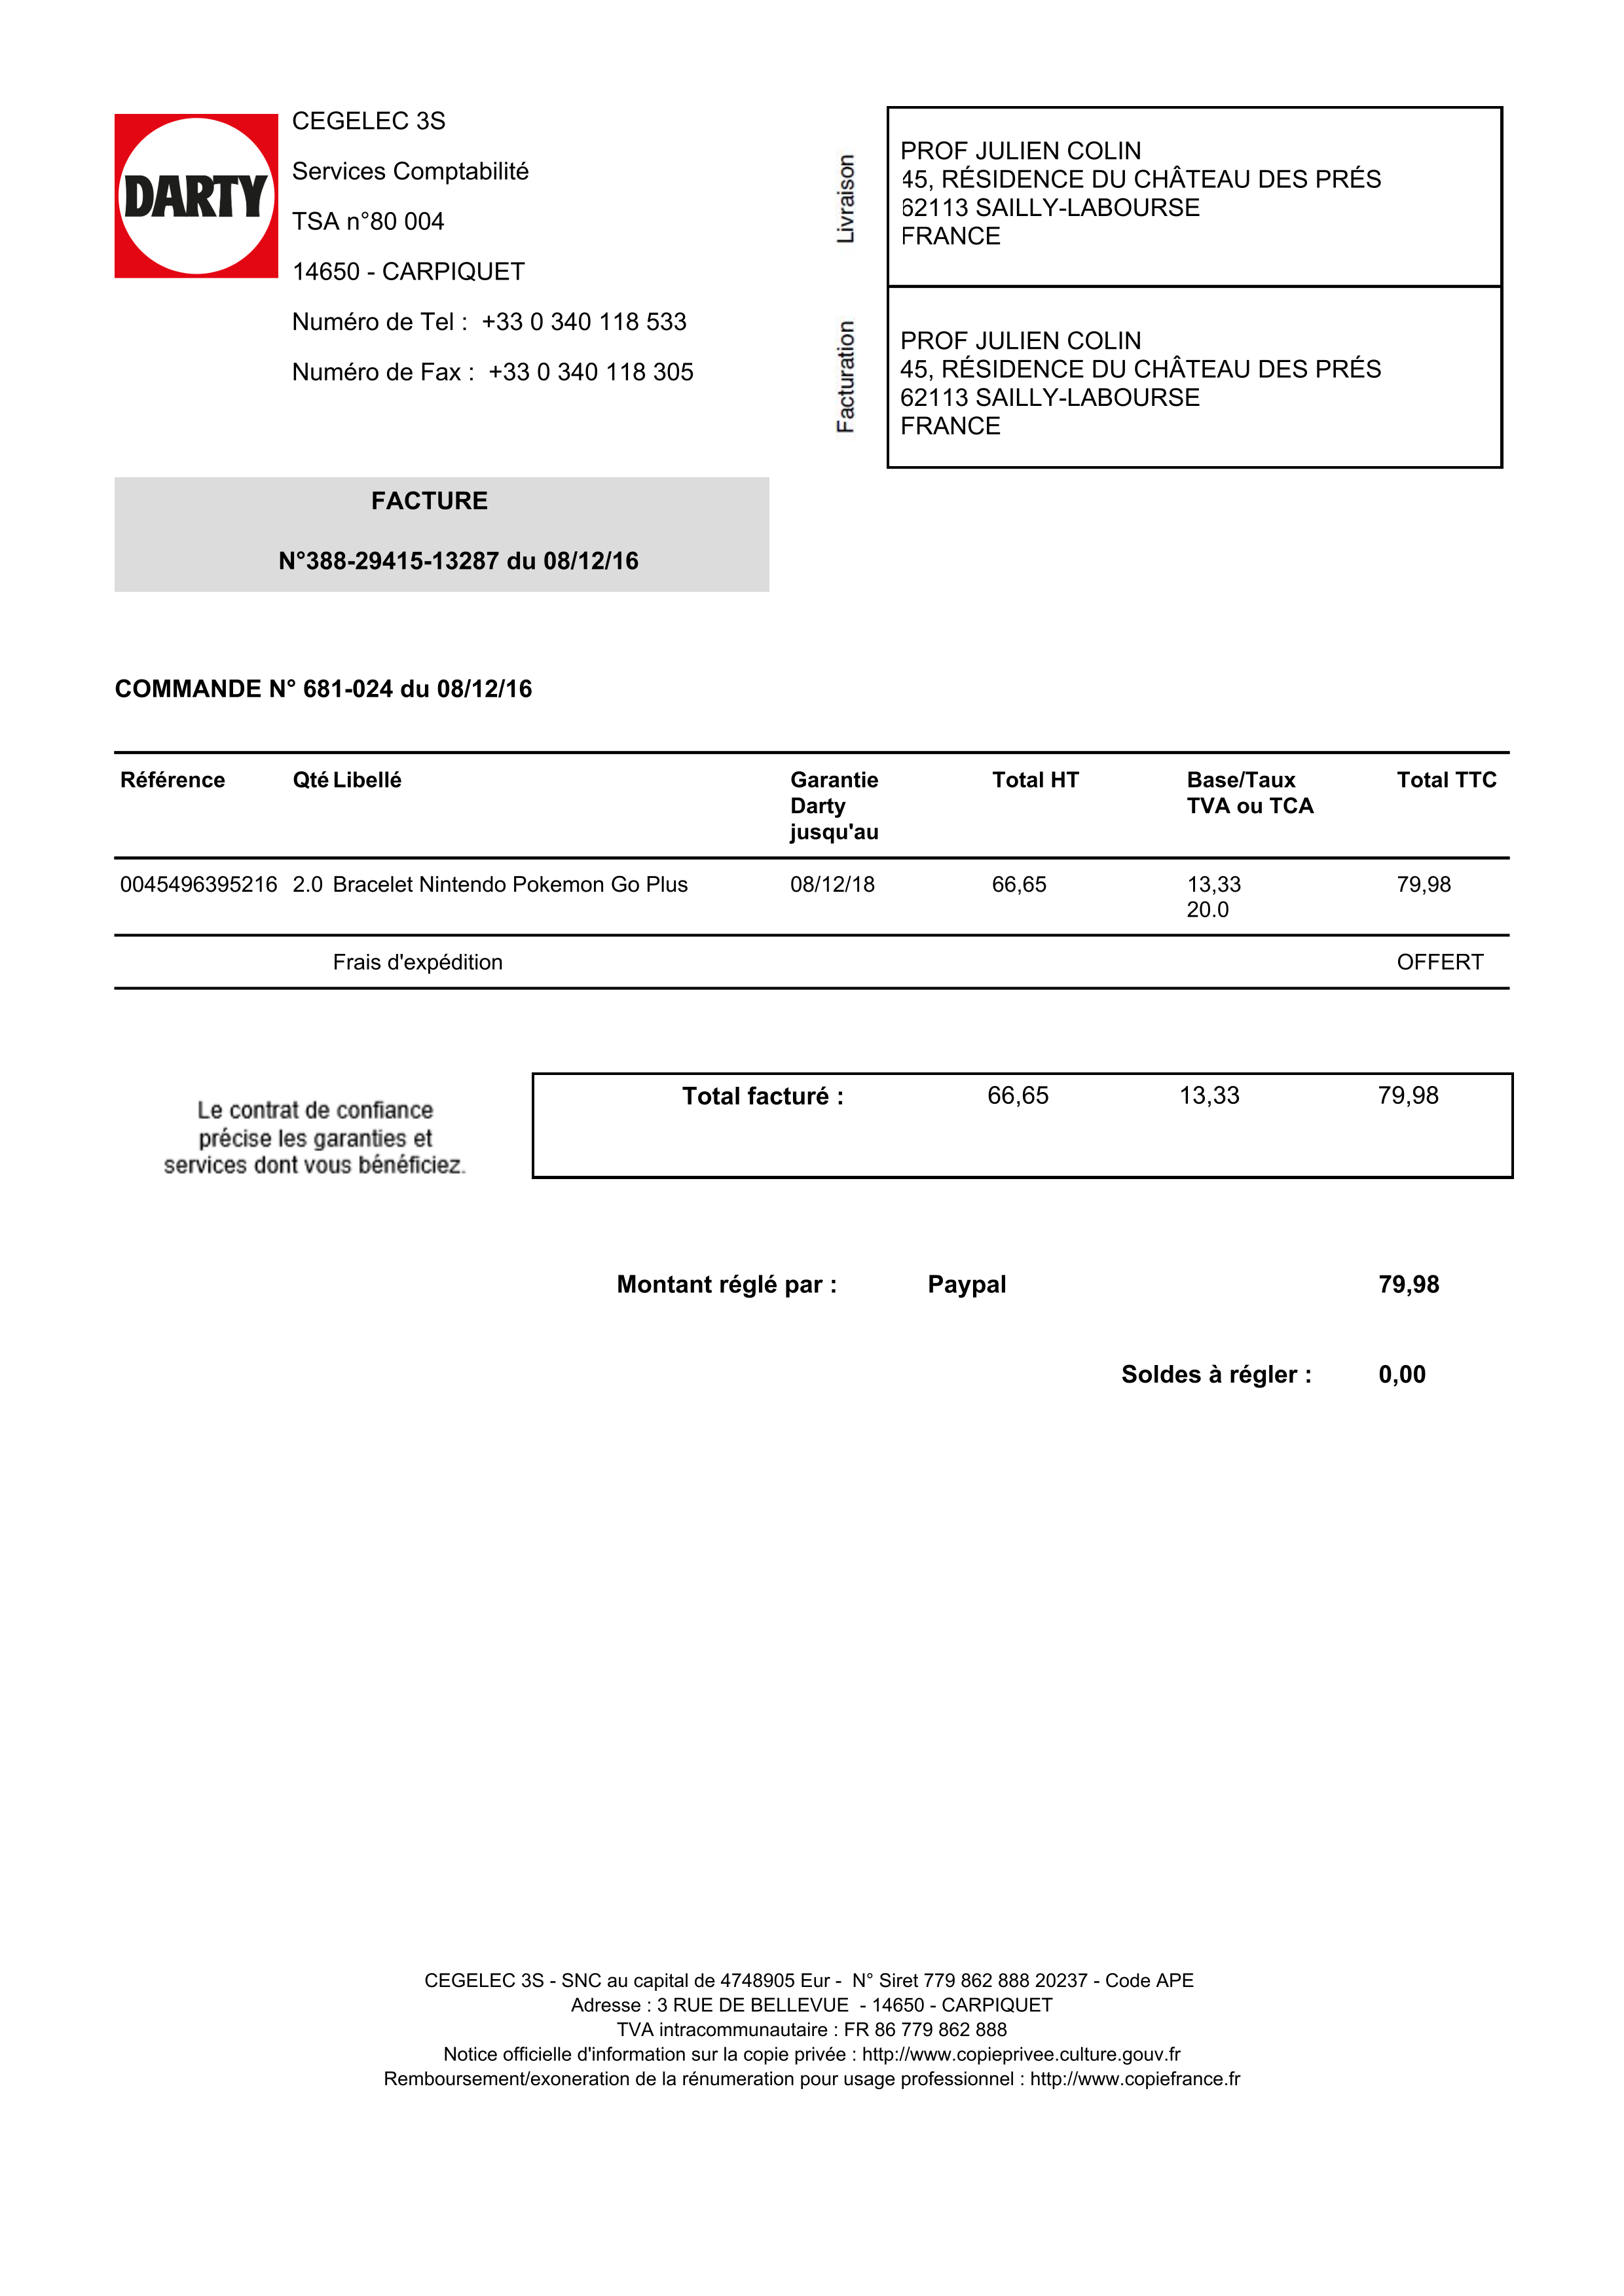 DARTY
CEGELEC 3S
Services Comptabilité
TSA n°80 004
14650 - CARPIQUET
Numéro de Tel : +33 0 340 118 533
Numéro de Fax : +33 0 340 118 305
Livraison
PROF JULIEN COLIN
45, RÉSIDENCE DU CHÂTEAU DES PRÉS
62113 SAILLY-LABOURSE
FRANCE
Facturation
PROF JULIEN COLIN
45, RÉSIDENCE DU CHÂTEAU DES PRÉS
62113 SAILLY-LABOURSE
FRANCE
FACTURE
N°388-29415-13287 du 08/12/16
COMMANDE N° 681-024 du 08/12/16
Référence Qté Libellé Garantie Total HT Base/Taux Total TTC
Darty TVA ou TCA
jusqu'au
0045496395216 2.0 Bracelet Nintendo Pokemon Go Plus 08/12/18 66,65 13,33 79,98
20.0
Frais d'expédition OFFERT
Le contrat de confiance
précise les garanties et
services dont vous bénéficiez.
Total facturé : 66,65 13,33 79,98
Montant réglé par : Paypal 79,98
Soldes à régler : 0,00
CEGELEC 3S - SNC au capital de 4748905 Eur - N° Siret 779 862 888 20237 - Code APE
Adresse : 3 RUE DE BELLEVUE - 14650 - CARPIQUET
TVA intracommunautaire : FR 86 779 862 888
Notice officielle d'information sur la copie privée : http://www.copieprivee.culture.gouv.fr
Remboursement/exoneration de la rénumeration pour usage professionnel : http://www.copiefrance.fr